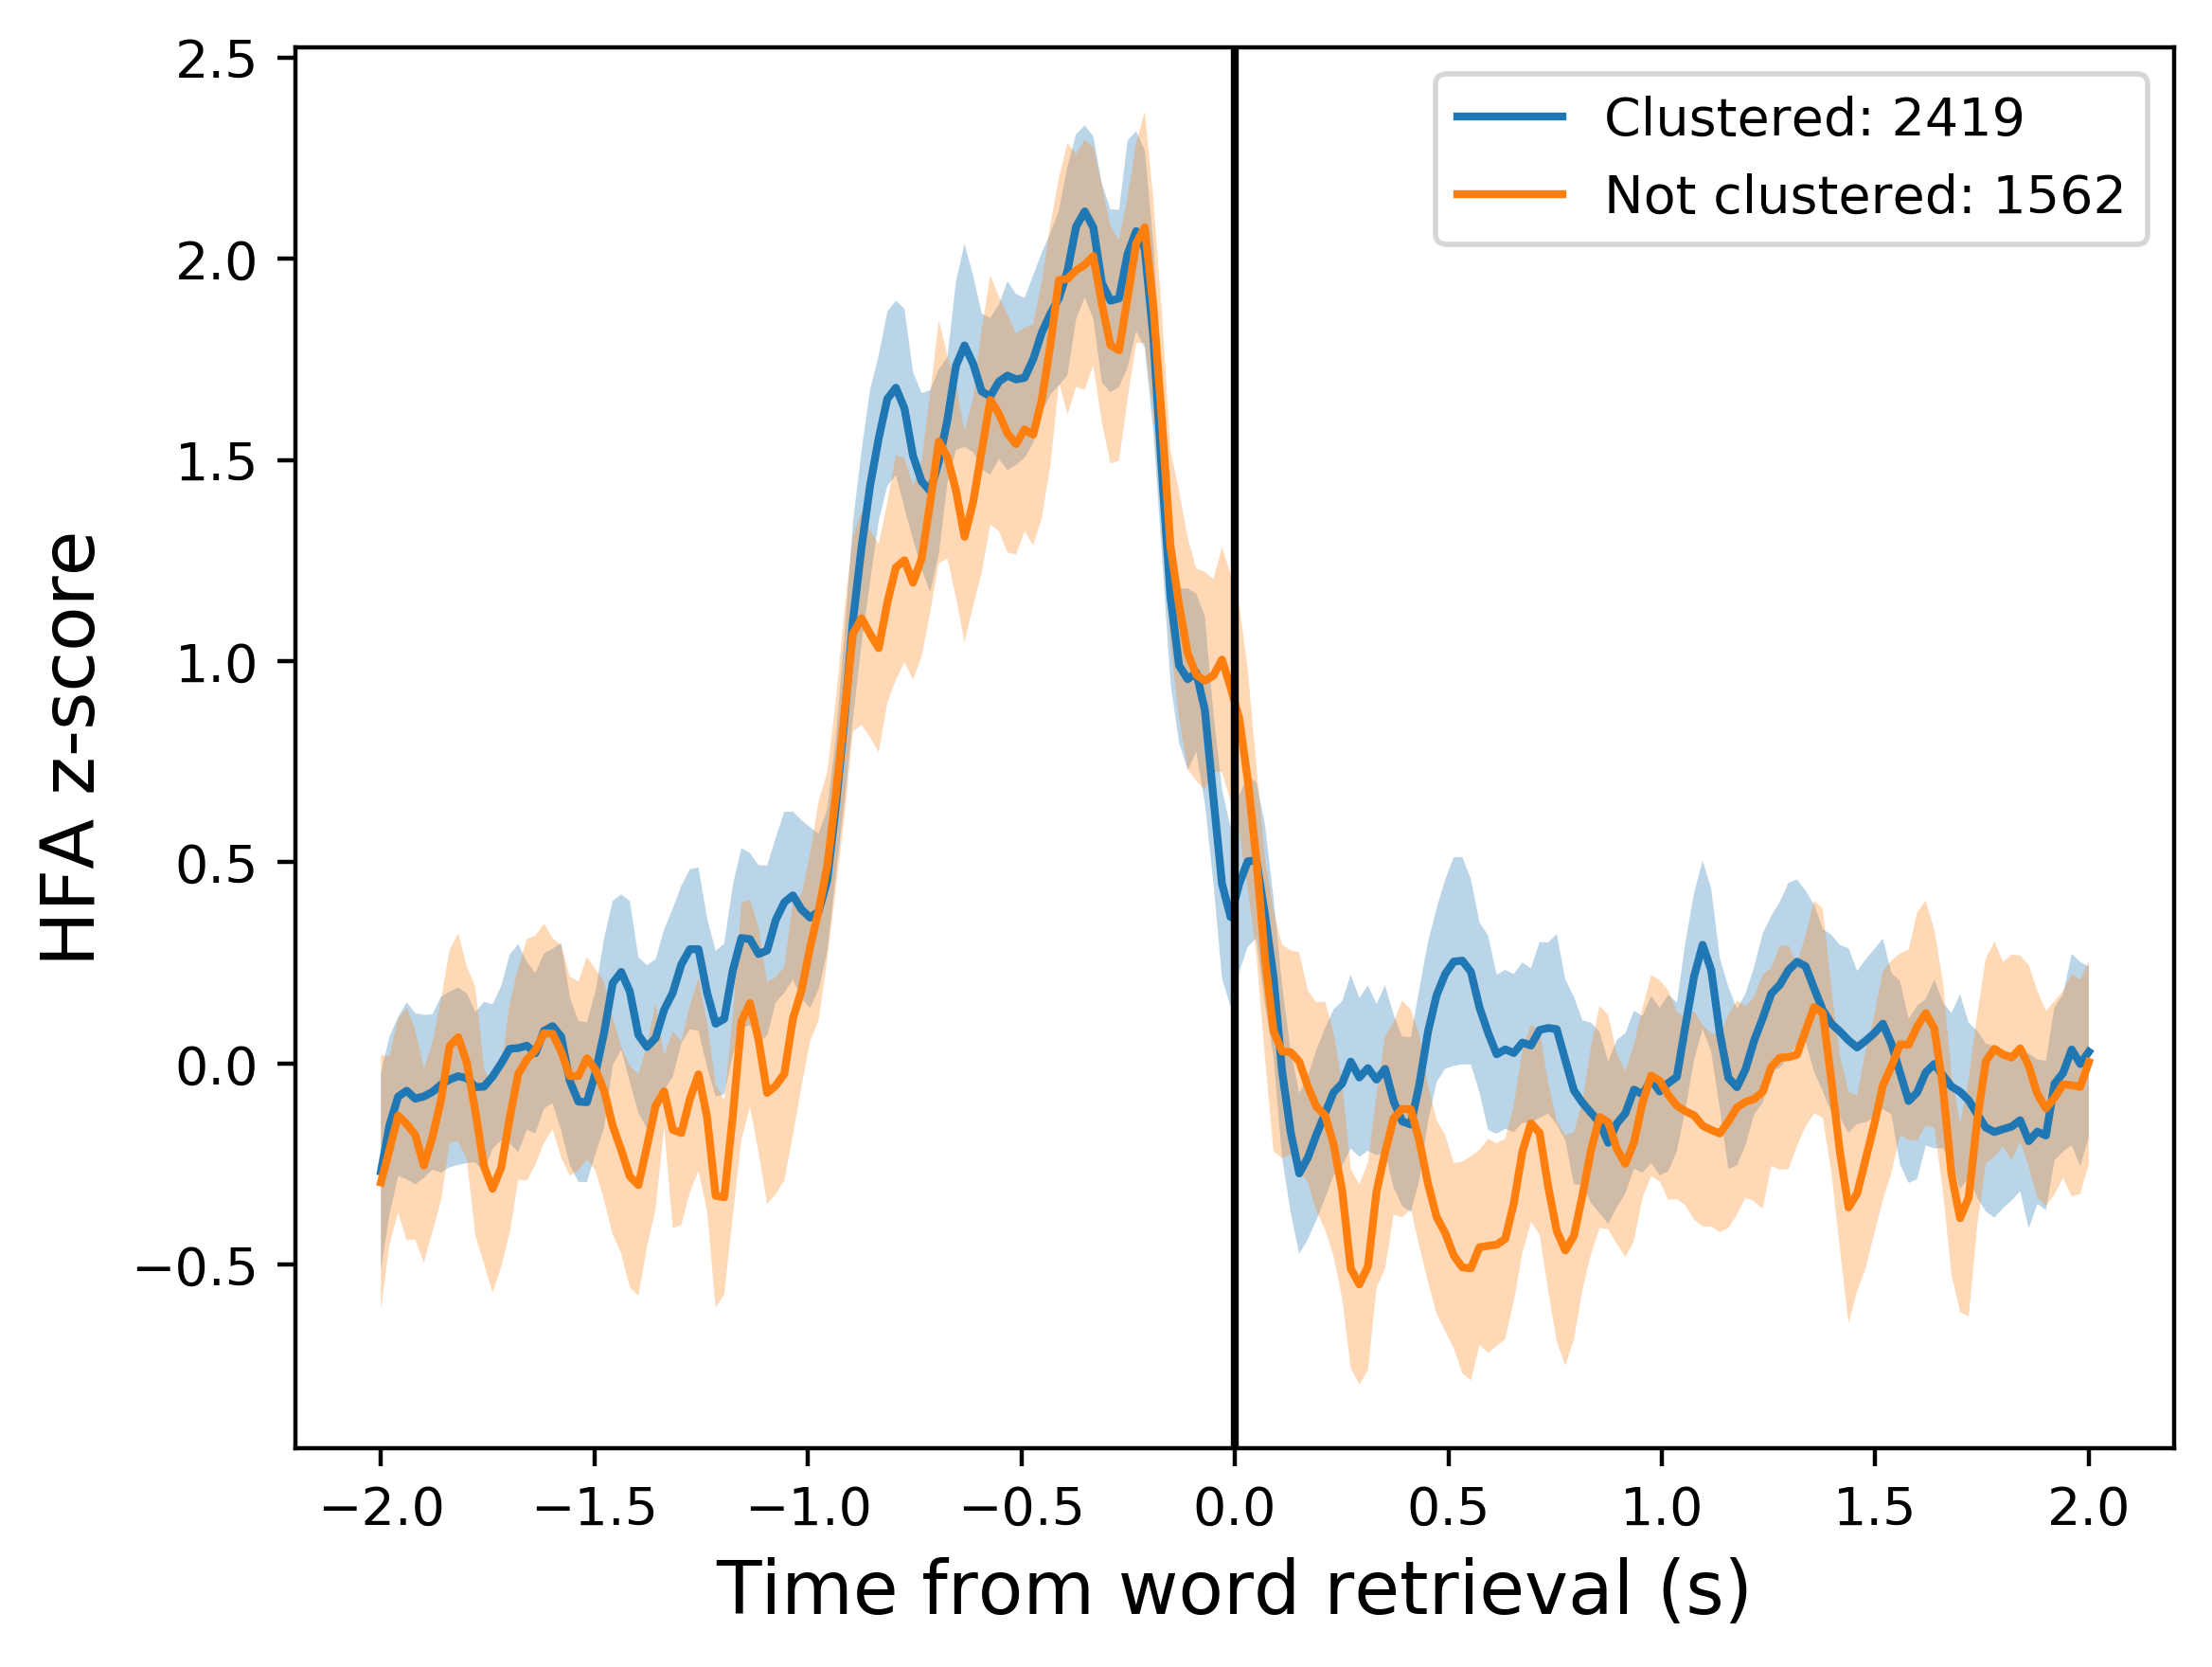 2.5
2.0
1.5
1.0
0.5
0.0
−0.5
HFA z-score
Clustered: 2419
Not clustered: 1562
−2.0 −1.5 −1.0 −0.5 0.0 0.5 1.0 1.5 2.0
Time from word retrieval (s)